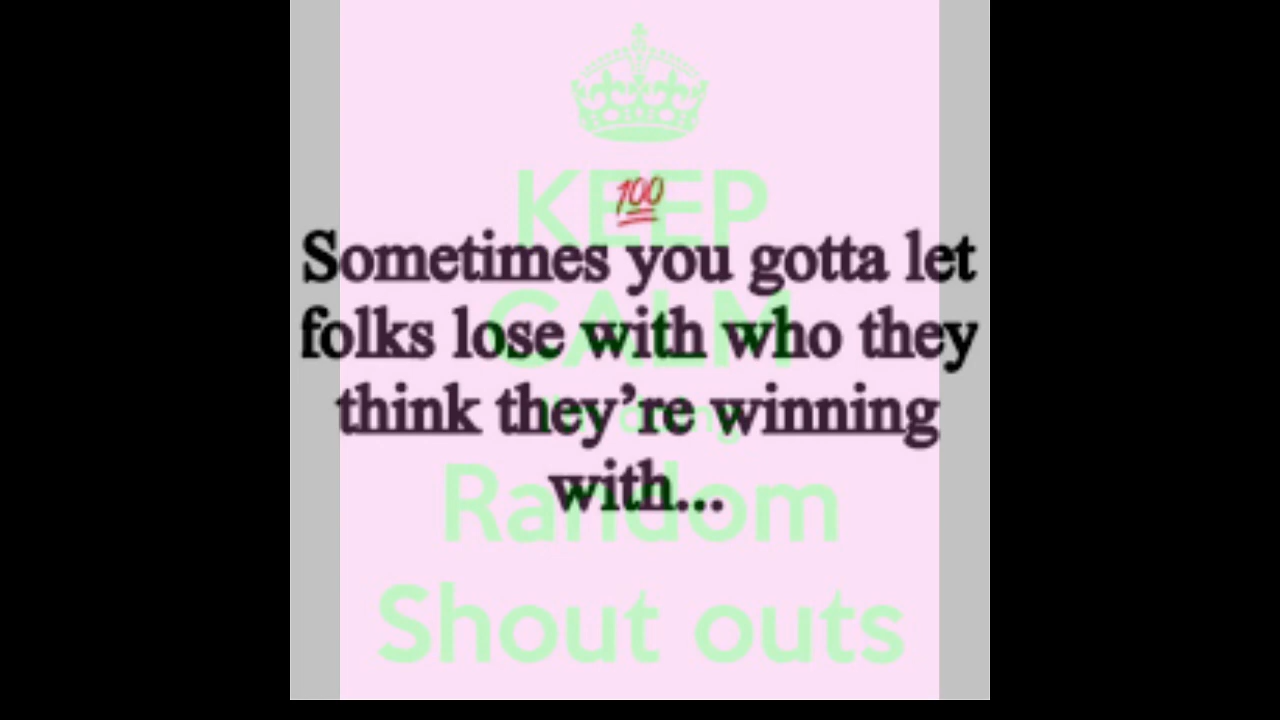 KEEP
💯
Sometimes you gotta let
CALM
folks lose with who they
think they’re winning
with...
Random
Shout outs